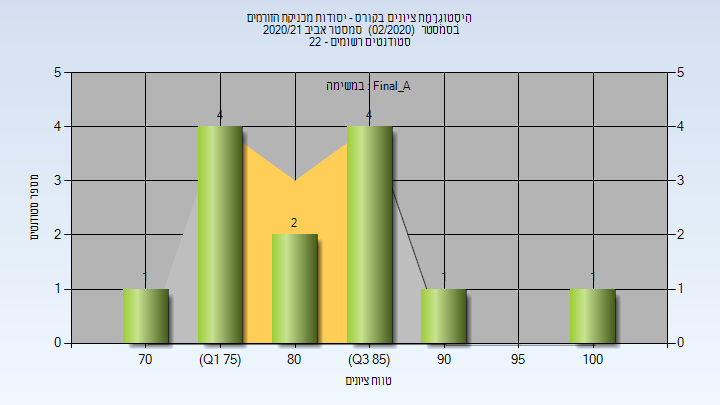 היסטוגרמת ציונים בקורס - יסודות מכניקת הזורמים
בסמסטר (02/2020) סמסטר אביב 2020/21
סטודנטים רשומים - 22
במשימה : Final_A
5
4
3
2
1
0
מספר סטודנטים
5
4
3
2
1
0
1
4
2
4
1
1
70
(Q1 75)
80
(Q3 85)
90
95
100
טווח ציונים